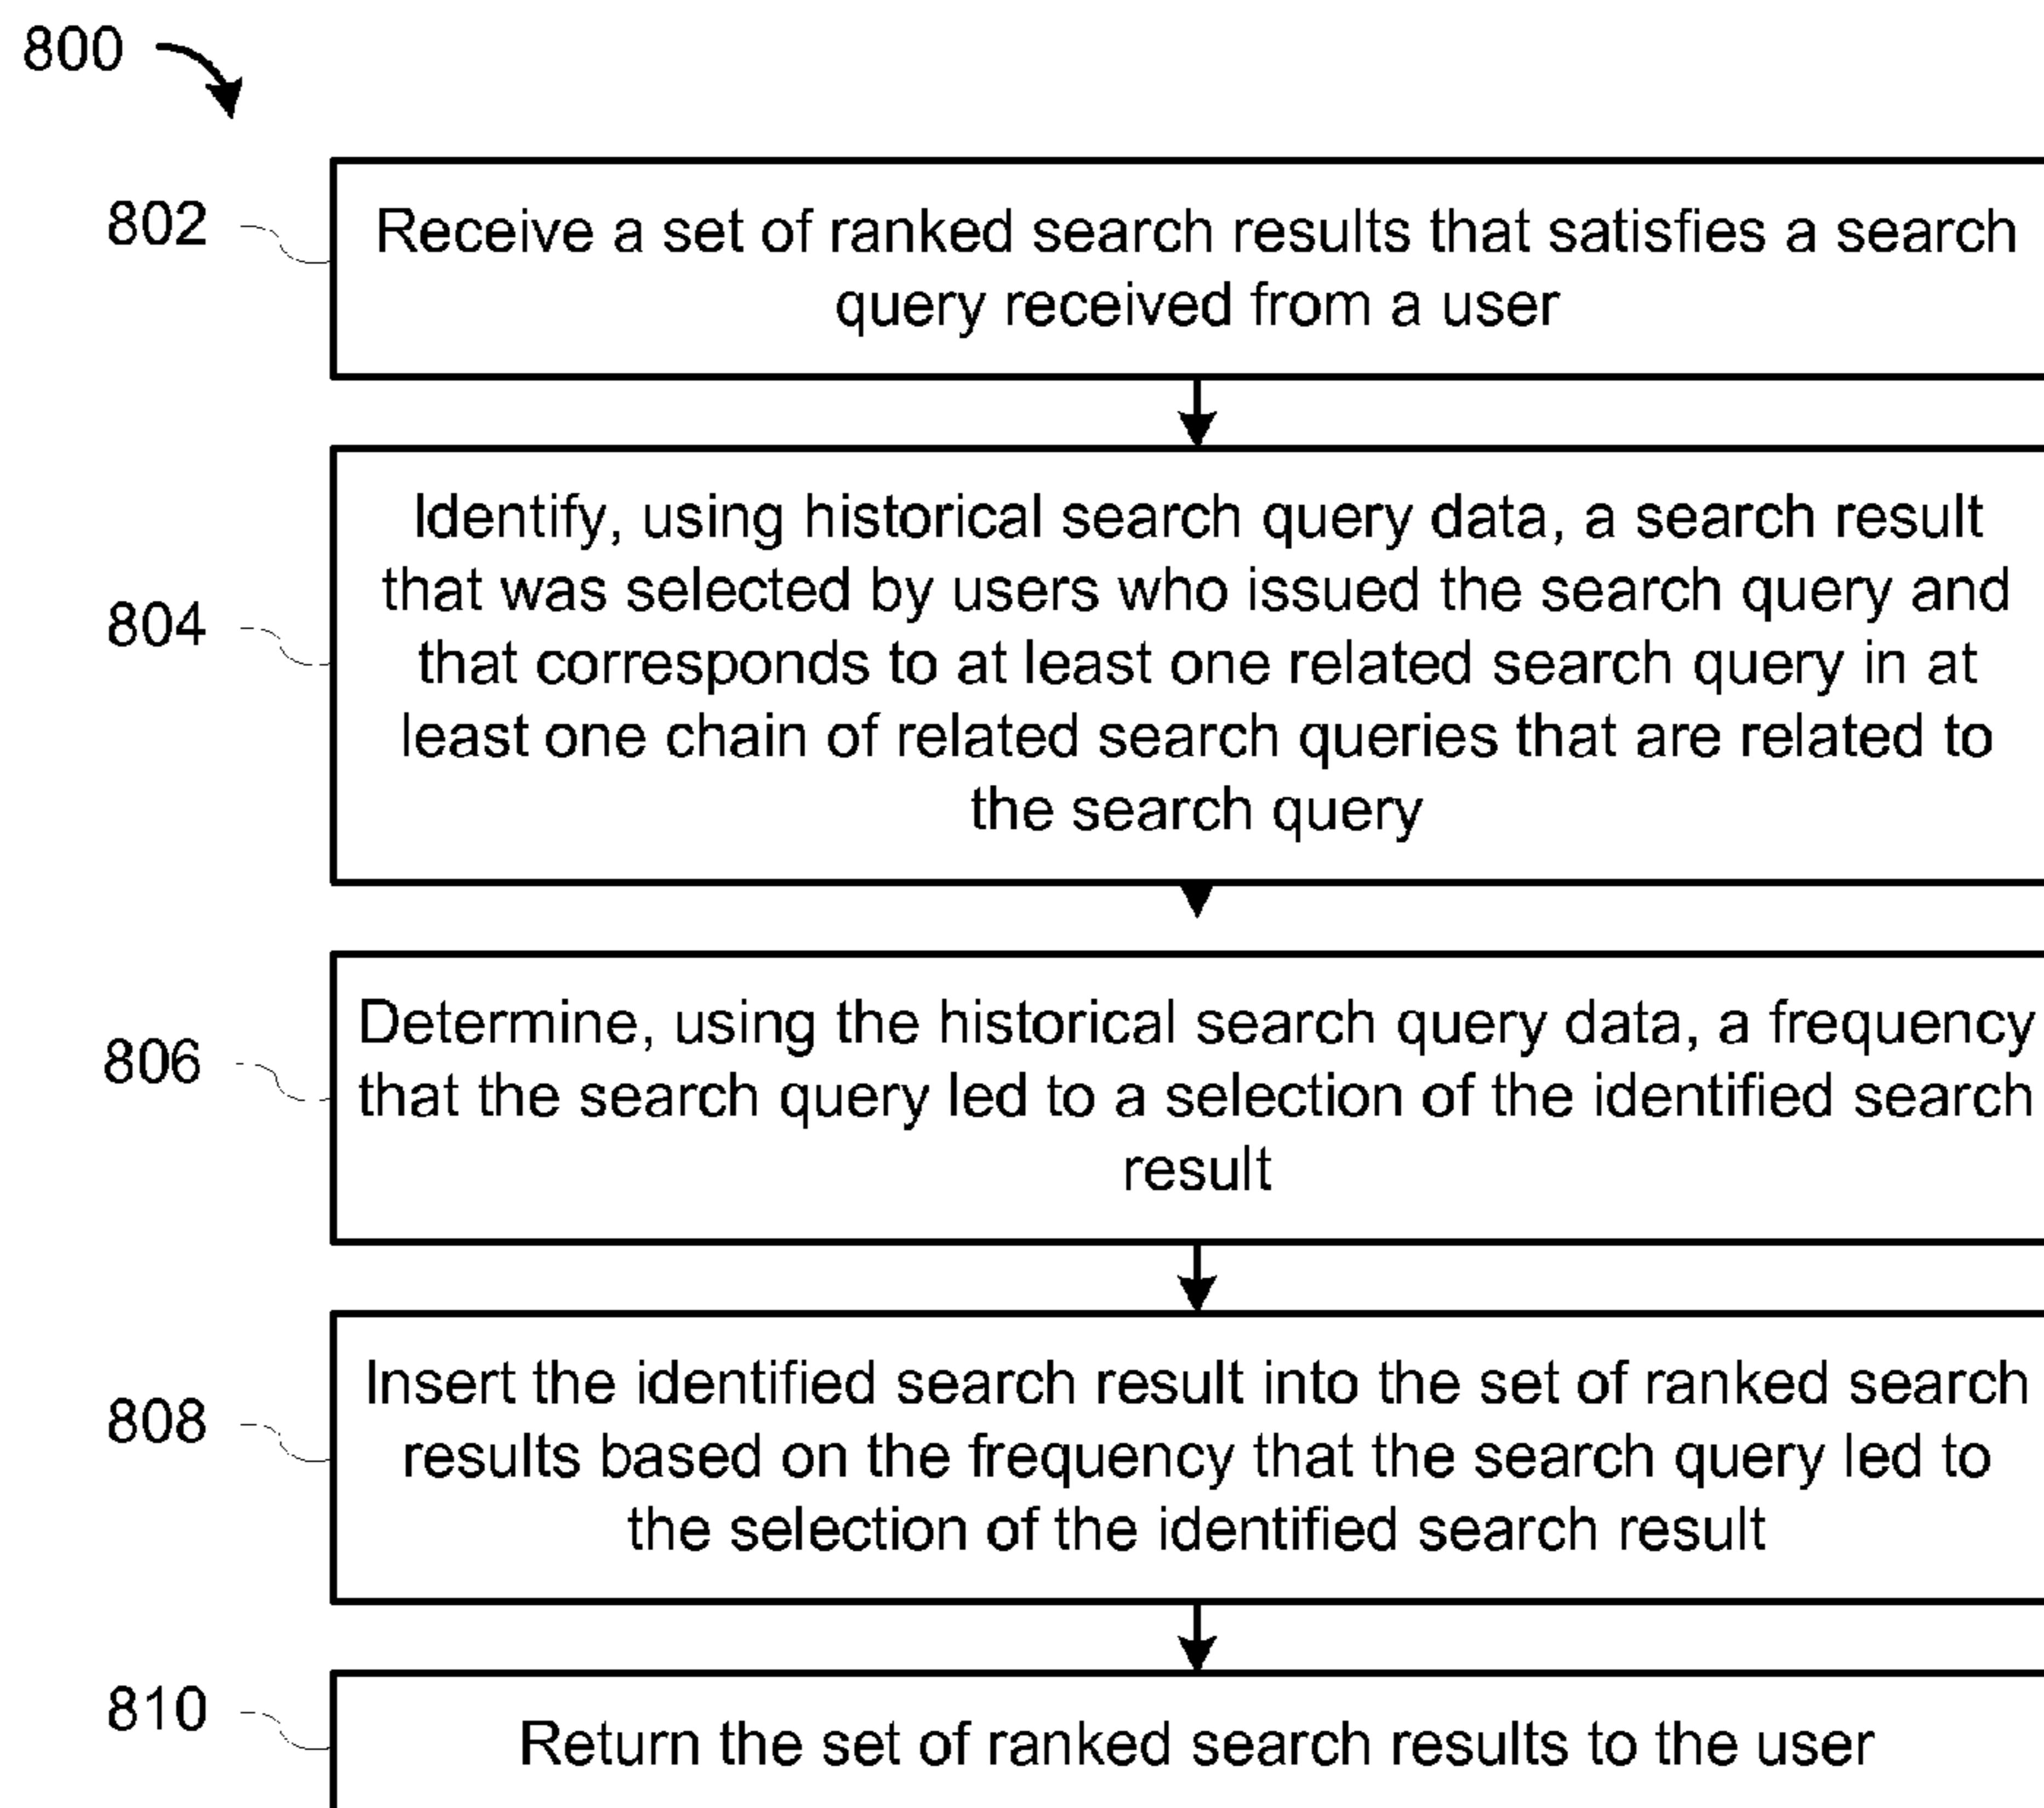 800
802
Receive a set of ranked search results that satisfies a search
query received from a user
804
Identify, using historical search query data, a search result
that was selected by users who issued the search query and
that corresponds to at least one related search query in at
least one chain of related search queries that are related to
the search query
806
Determine, using the historical search query data, a frequency
that the search query led to a selection of the identified search
result
808
Insert the identified search result into the set of ranked search
results based on the frequency that the search query led to
the selection of the identified search result
810
Return the set of ranked search results to the user